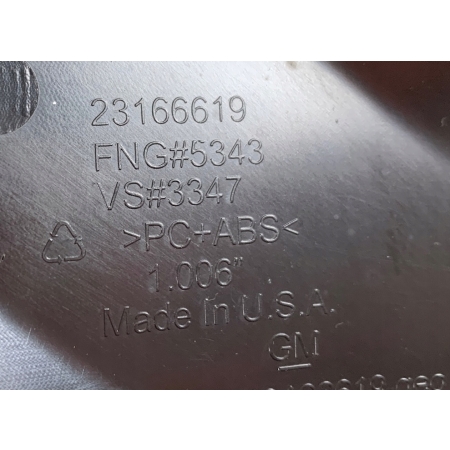 23166619
FNG#5343
VS#3347
>PC+ABS<
1.006"
Made In U.S.A.
GM